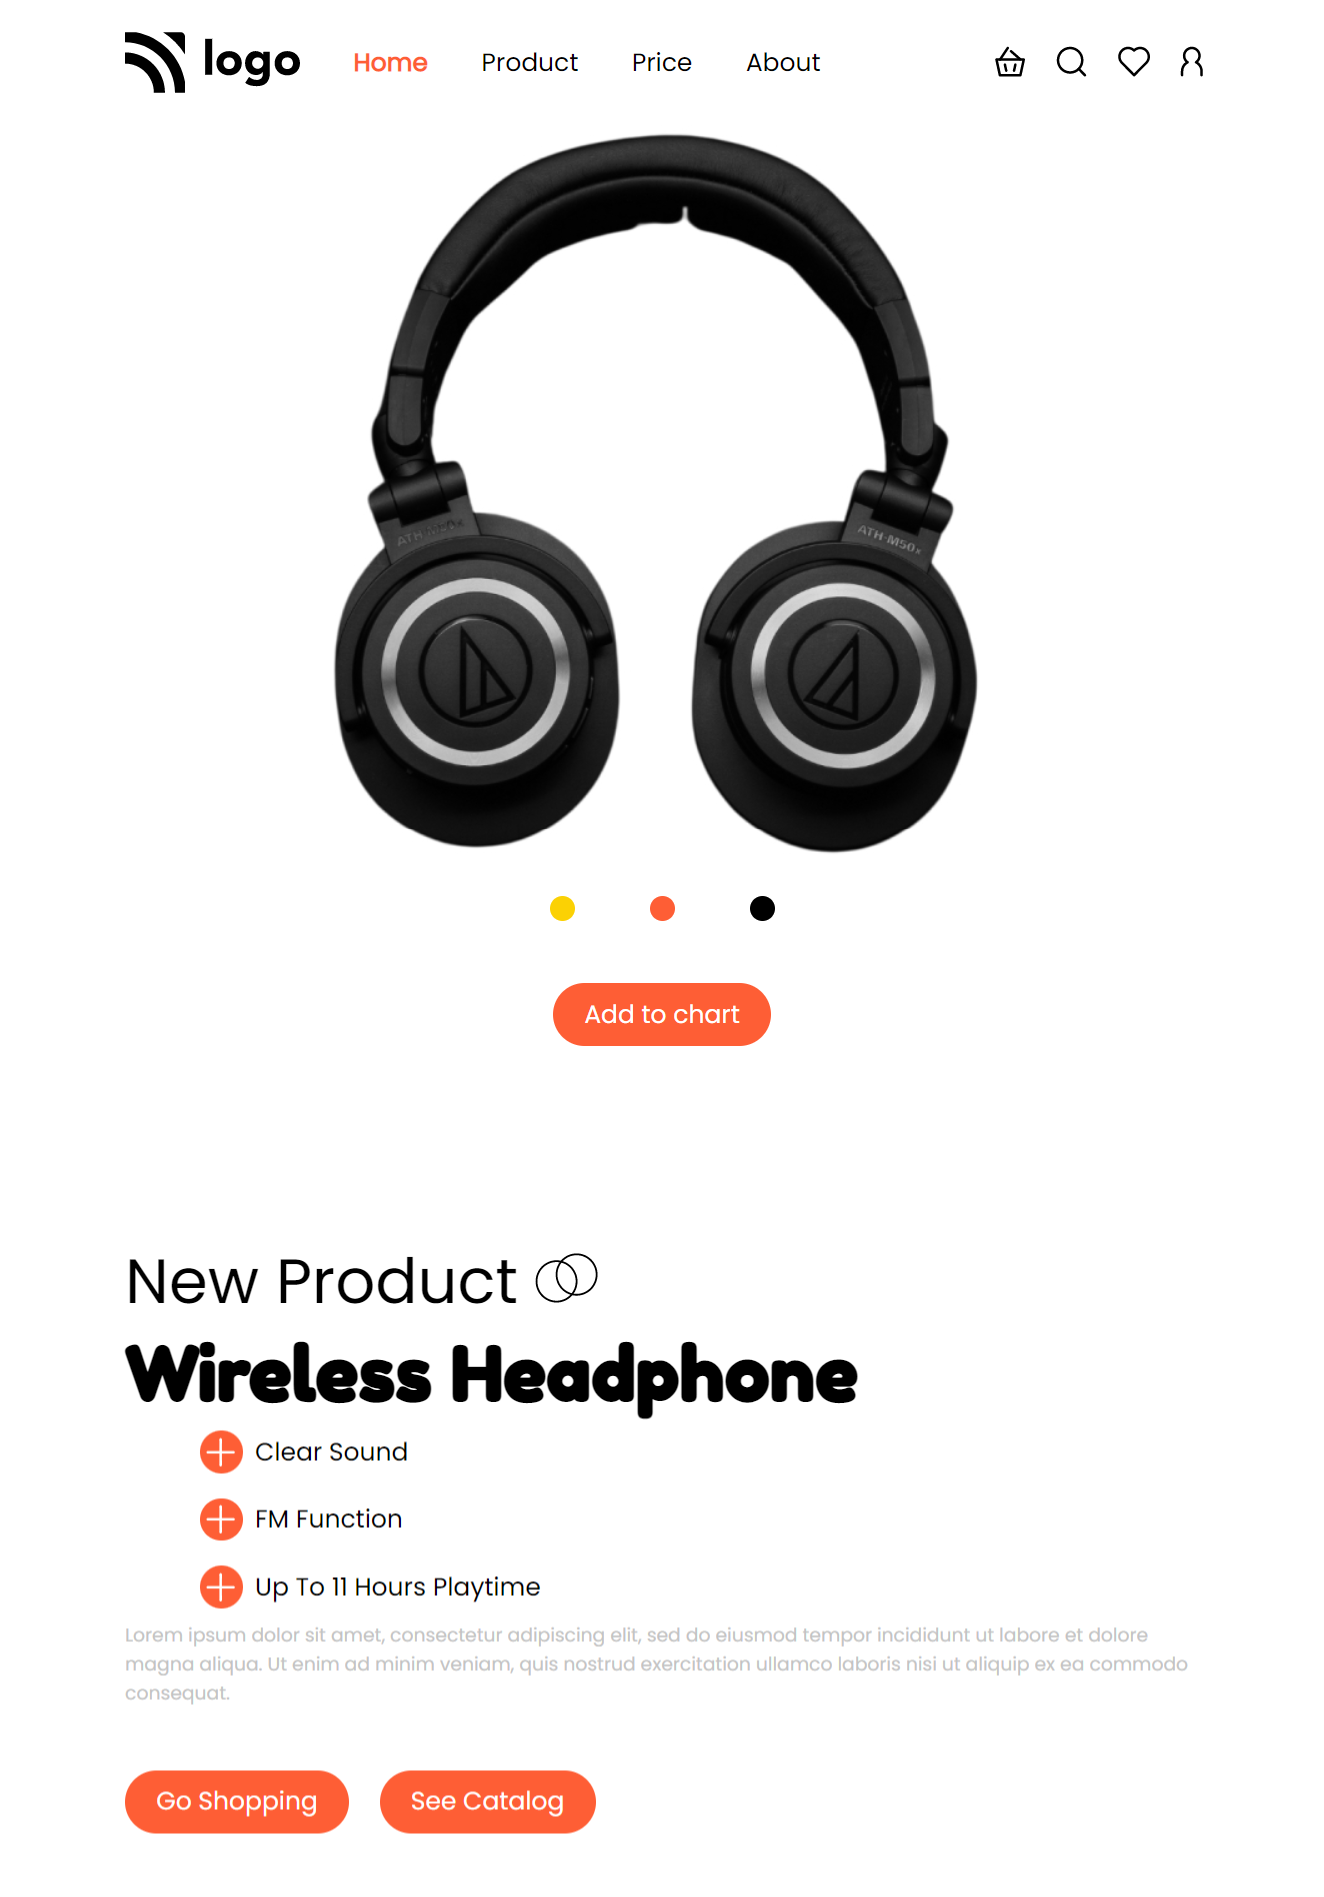 logo
Home
Product
Price
About
ATH-M50x
ATH-M50x
Add to chart
New Product
Wireless Headphone
Clear Sound
FM Function
Up To 11 Hours Playtime
Lorem ipsum dolor sit amet, consectetur adipiscing elit, sed do eiusmod tempor incididunt ut labore et dolore
magna aliqua. Ut enim ad minim veniam, quis nostrud exercitation ullamco laboris nisi ut aliquip ex ea commodo
consequat.
Go Shopping
See Catalog